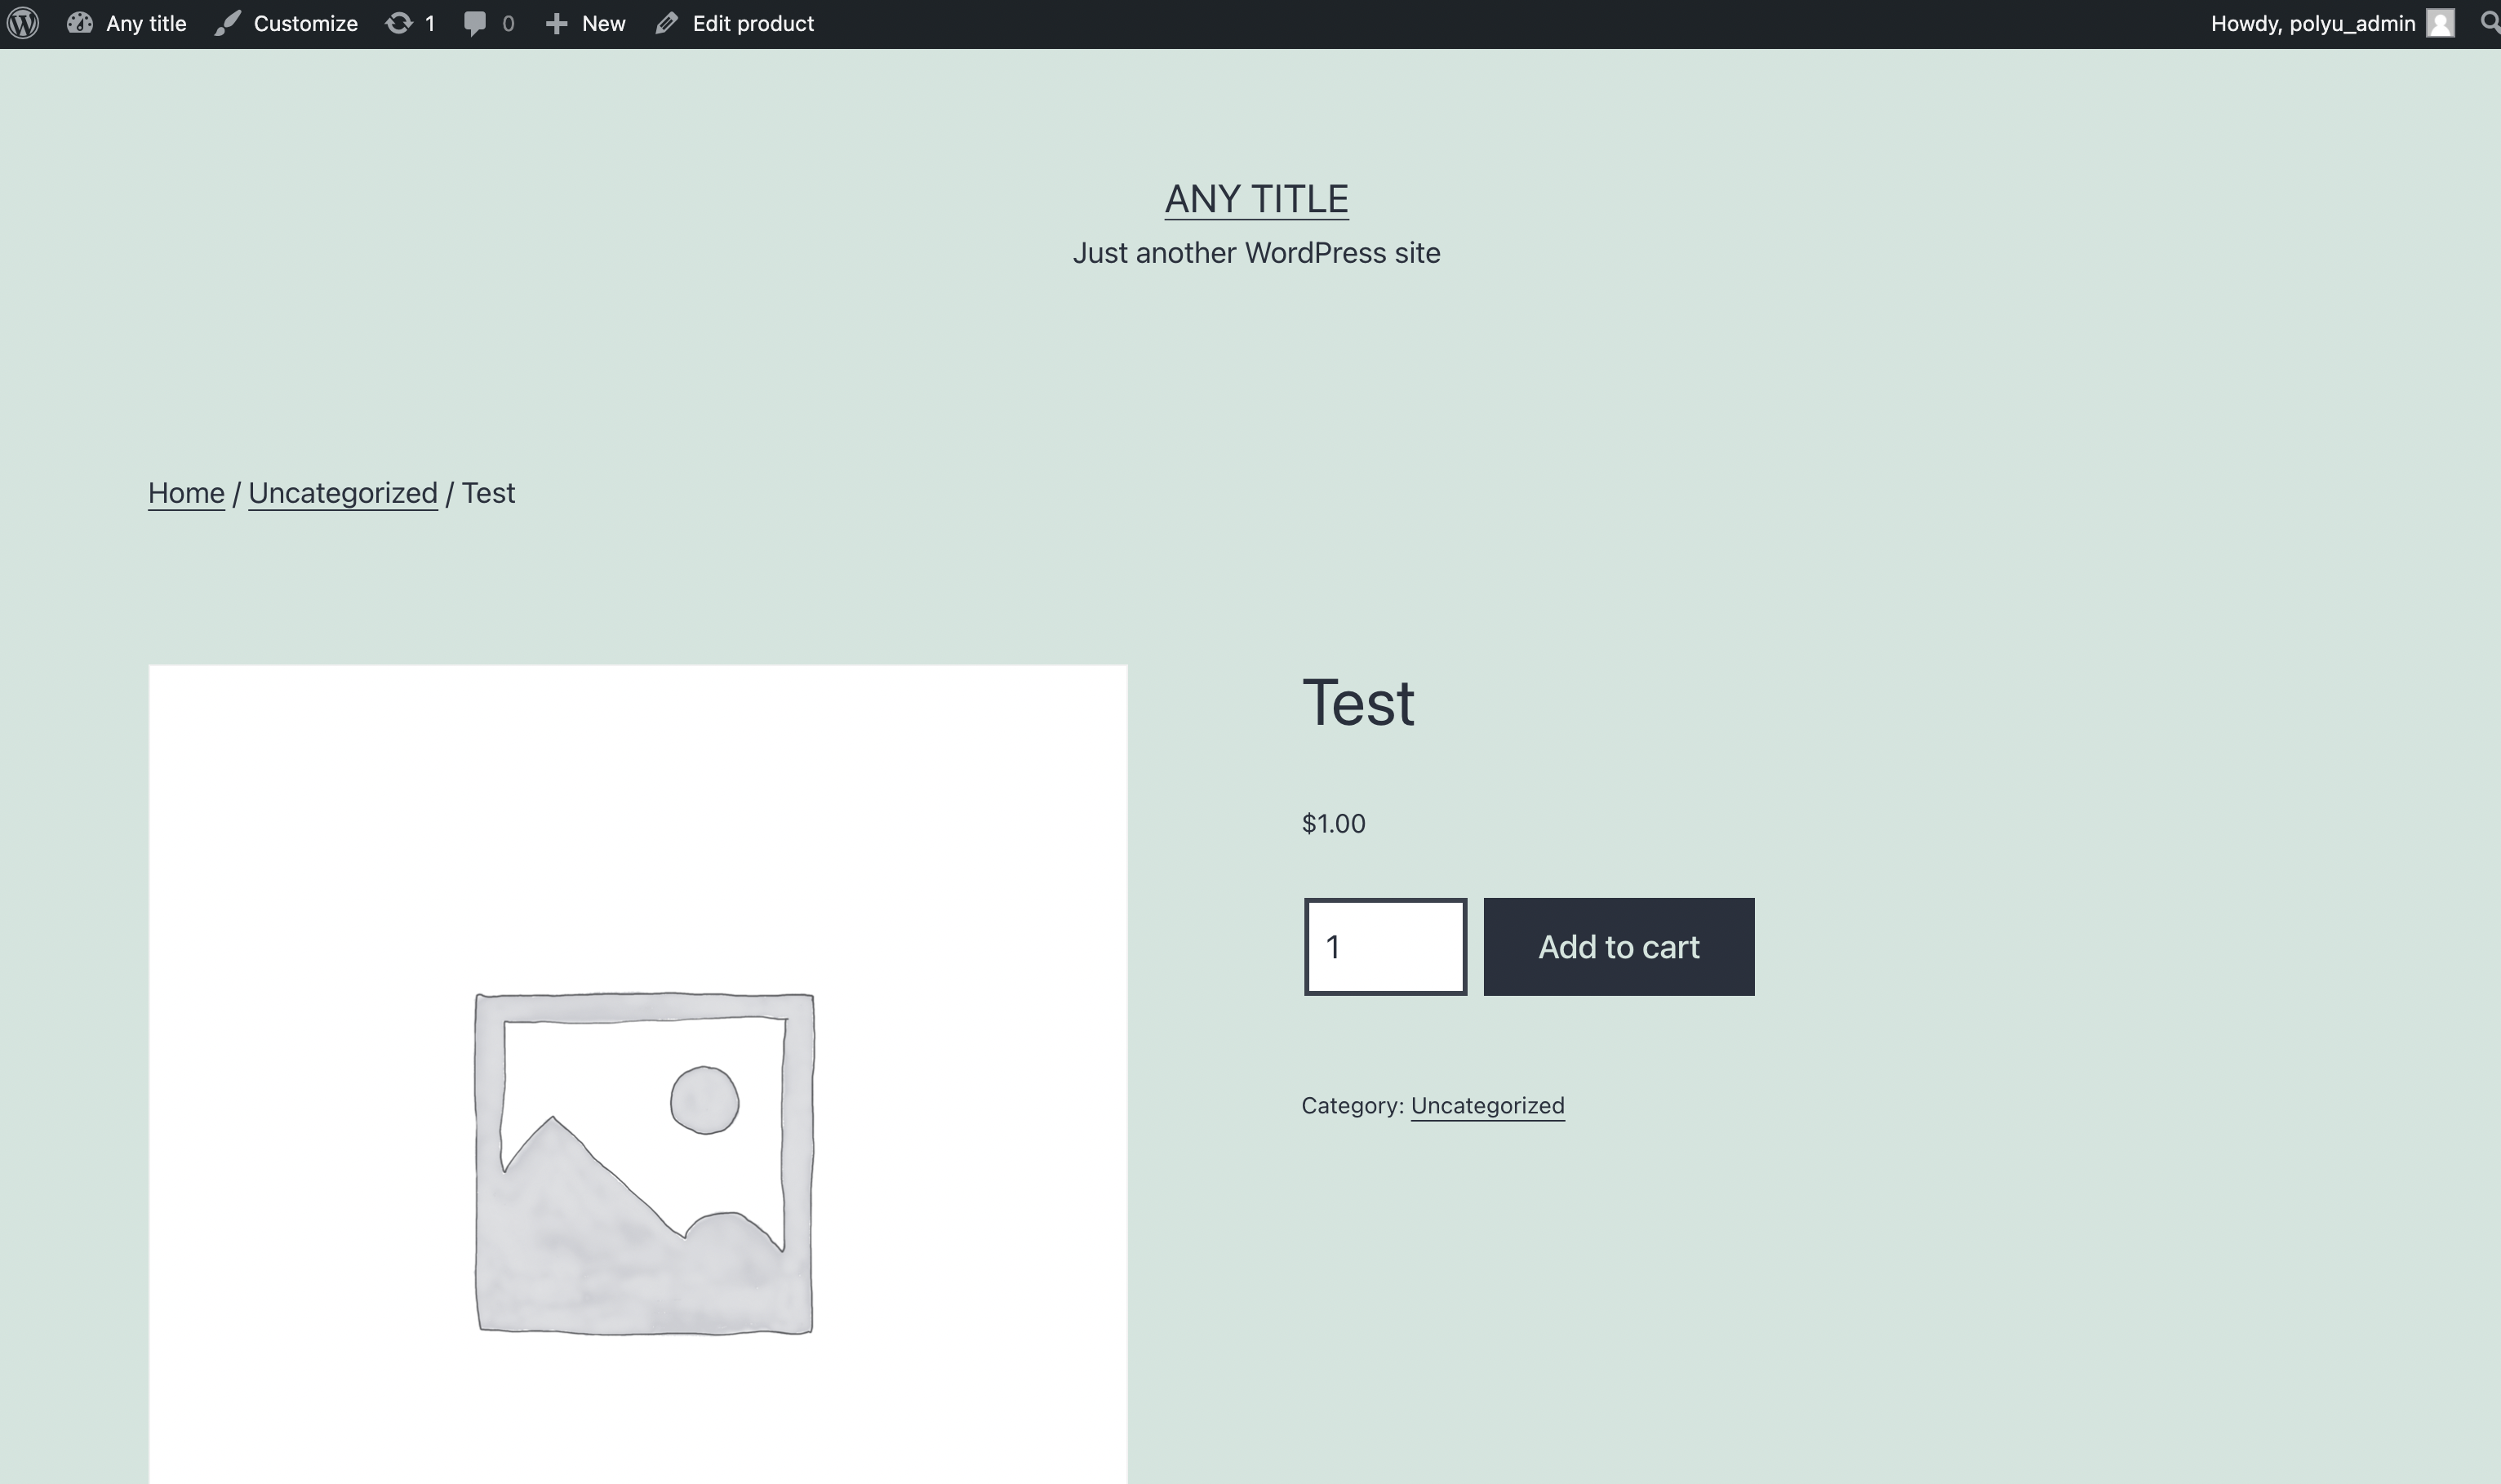 Any title Customize 1 0 New Edit product Howdy, polyu_admin
ANY TITLE
Just another WordPress site
Home / Uncategorized / Test
Test
$1.00
1 Add to cart
Category: Uncategorized